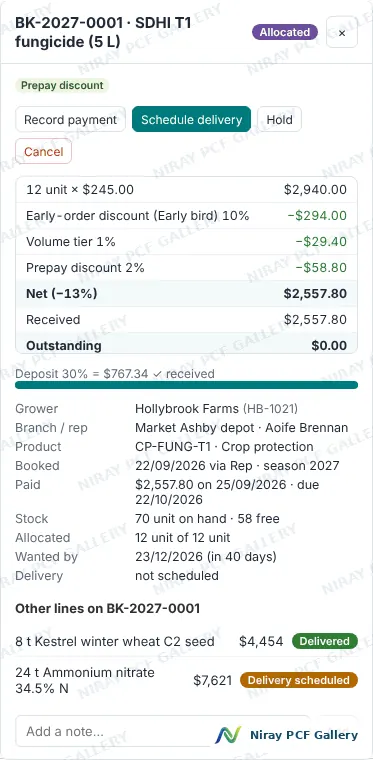 BK-2027-0001 · SDHI T1
fungicide (5 L)
Allocated
×
Prepay discount
Record payment
Schedule delivery
Hold
Cancel
12 unit × $245.00 $2,940.00
Early-order discount (Early bird) 10% −$294.00
Volume tier 1% −$29.40
Prepay discount 2% −$58.80
Net (−13%) $2,557.80
Received $2,557.80
Outstanding $0.00
Deposit 30% = $767.34 ✓ received
Grower Hollybrook Farms (HB-1021)
Branch / rep Market Ashby depot · Aoife Brennan
Product CP-FUNG-T1 · Crop protection
Booked 22/09/2026 via Rep · season 2027
Paid $2,557.80 on 25/09/2026 · due
22/10/2026
Stock 70 unit on hand · 58 free
Allocated 12 unit of 12 unit
Wanted by 23/12/2026 (in 40 days)
Delivery not scheduled
Other lines on BK-2027-0001
8 t Kestrel winter wheat C2 seed $4,454 Delivered
24 t Ammonium nitrate
34.5% N
$7,621 Delivery scheduled
Add a note...
Niray PCF Gallery
NIRAY PCF GALLERY